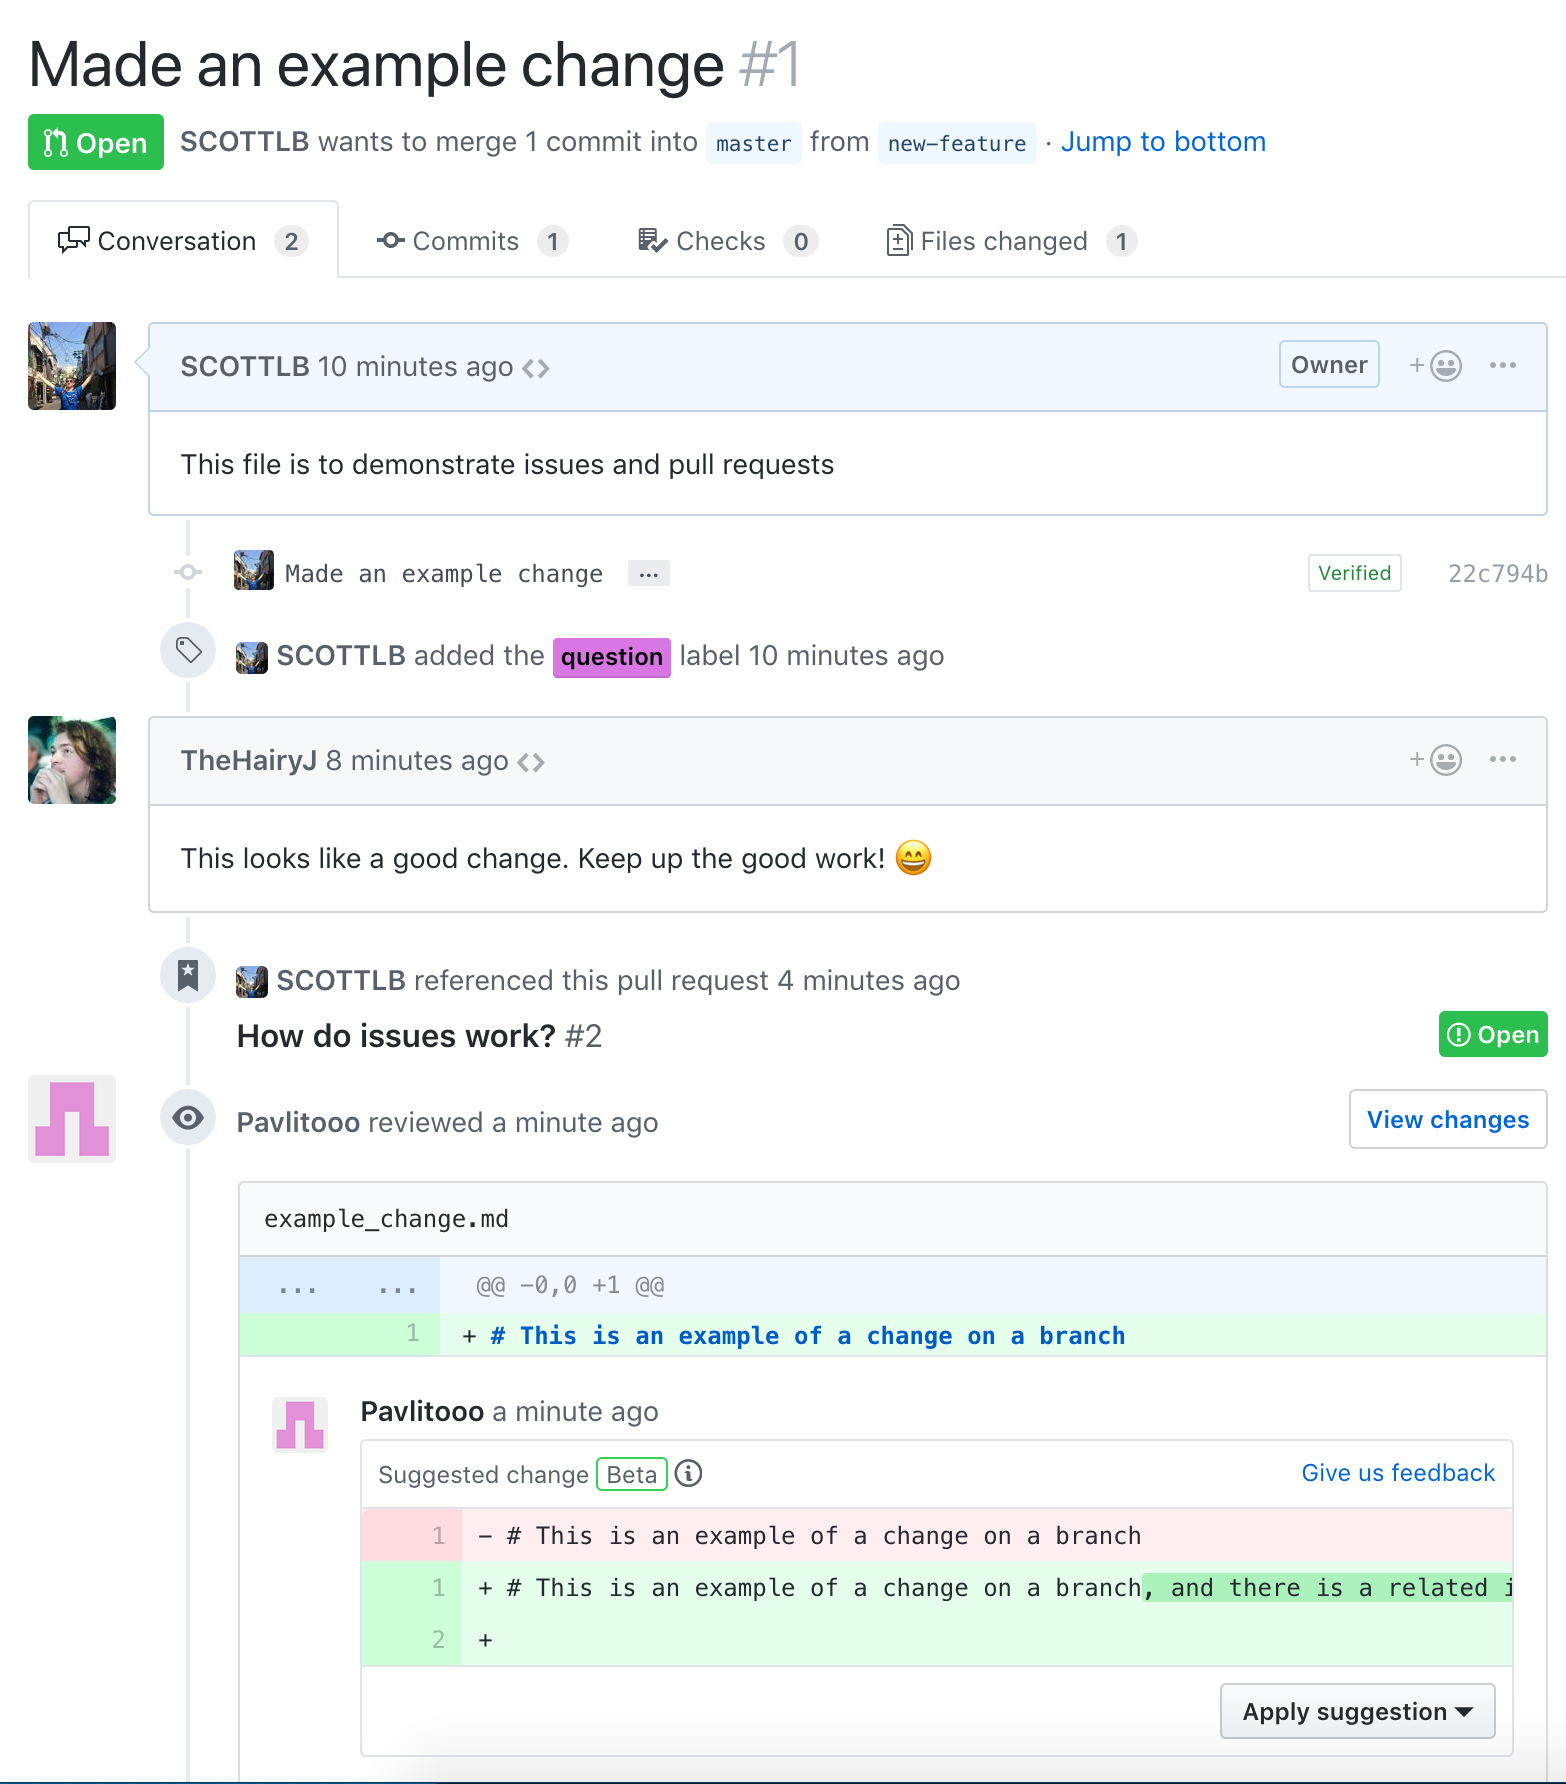 Made an example change #1
Open SCOTTLB wants to merge 1 commit into master from new-feature · Jump to bottom
Conversation 2 Commits 1 Checks 0 Files changed 1
SCOTTLB 10 minutes ago <> Owner + ...
This file is to demonstrate issues and pull requests
Made an example change ... Verified 22c794b
SCOTTLB added the question label 10 minutes ago
TheHairyJ 8 minutes ago <> + ...
This looks like a good change. Keep up the good work! 😄
SCOTTLB referenced this pull request 4 minutes ago
How do issues work? #2 Open
Pavlitooo reviewed a minute ago View changes
example_change.md
... ... @@ -0,0 +1 @@
1 + # This is an example of a change on a branch
Pavlitooo a minute ago
Suggested change Beta Give us feedback
1 - # This is an example of a change on a branch
1 + # This is an example of a change on a branch, and there is a related
2 +
Apply suggestion